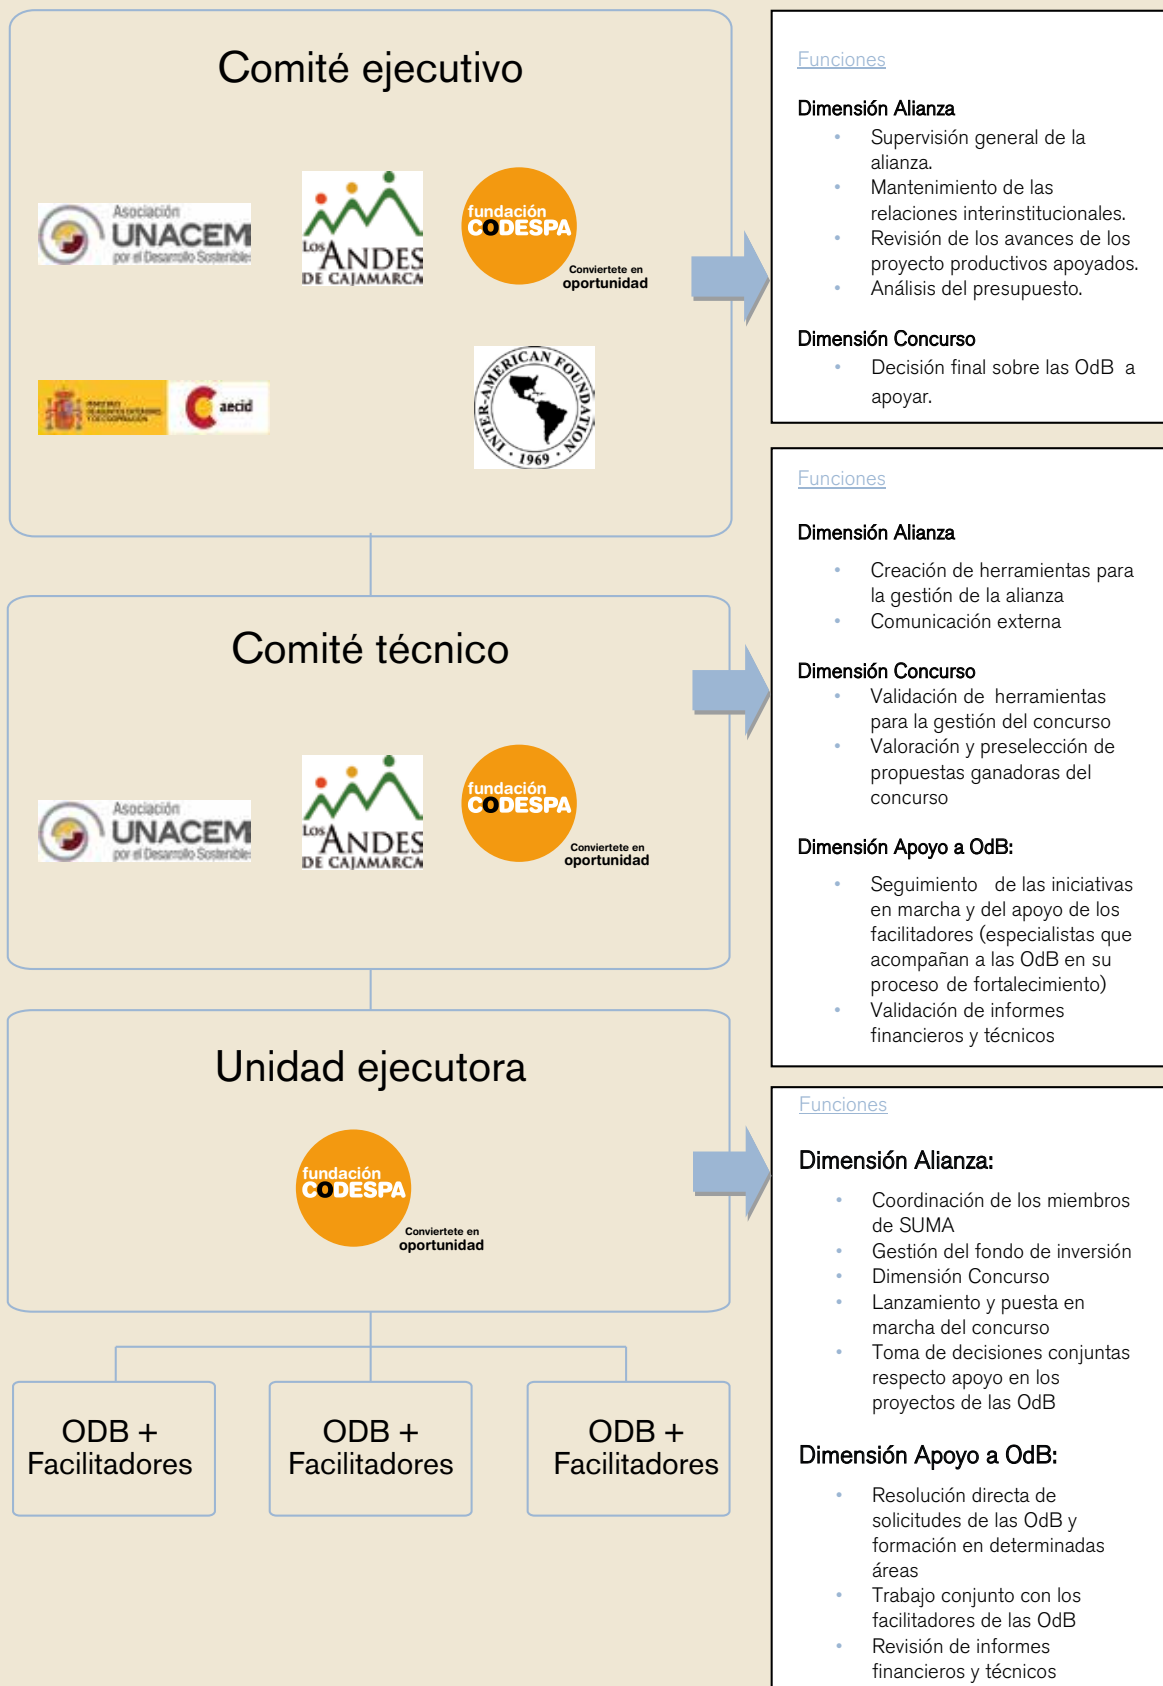 Comité ejecutivo
Asociación
UNACEM
por el Desarrollo Sostenible
Los
ANDES
DE CAJAMARCA
fundación
CODESPA
Conviertete en
oportunidad
aecid
INTER-AMERICAN FOUNDATION
· 1969 ·
Funciones
Dimensión Alianza
• Supervisión general de la
alianza.
• Mantenimiento de las
relaciones interinstitucionales.
• Revisión de los avances de los
proyecto productivos apoyados.
• Análisis del presupuesto.
Dimensión Concurso
• Decisión final sobre las OdB a
apoyar.
Comité técnico
Asociación
UNACEM
por el Desarrollo Sostenible
Los
ANDES
DE CAJAMARCA
fundación
CODESPA
Conviertete en
oportunidad
Funciones
Dimensión Alianza
• Creación de herramientas para
la gestión de la alianza
• Comunicación externa
Dimensión Concurso
• Validación de herramientas
para la gestión del concurso
• Valoración y preselección de
propuestas ganadoras del
concurso
Dimensión Apoyo a OdB:
• Seguimiento de las iniciativas
en marcha y del apoyo de los
facilitadores (especialistas que
acompañan a las OdB en su
proceso de fortalecimiento)
• Validación de informes
financieros y técnicos
Unidad ejecutora
fundación
CODESPA
Conviertete en
oportunidad
Funciones
Dimensión Alianza:
• Coordinación de los miembros
de SUMA
• Gestión del fondo de inversión
• Dimensión Concurso
• Lanzamiento y puesta en
marcha del concurso
• Toma de decisiones conjuntas
respecto apoyo en los
proyectos de las OdB
Dimensión Apoyo a OdB:
• Resolución directa de
solicitudes de las OdB y
formación en determinadas
áreas
• Trabajo conjunto con los
facilitadores de las OdB
• Revisión de informes
financieros y técnicos
ODB +
Facilitadores
ODB +
Facilitadores
ODB +
Facilitadores